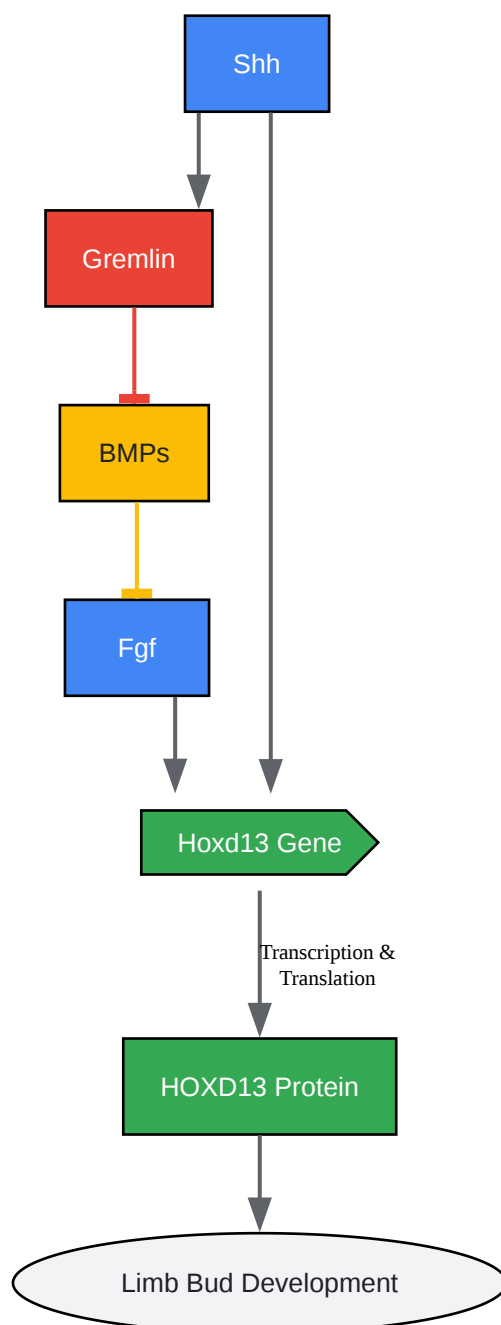 Shh
Gremlin
BMPs
Fgf
Hoxd13 Gene
Transcription &
Translation
HOXD13 Protein
Limb Bud Development